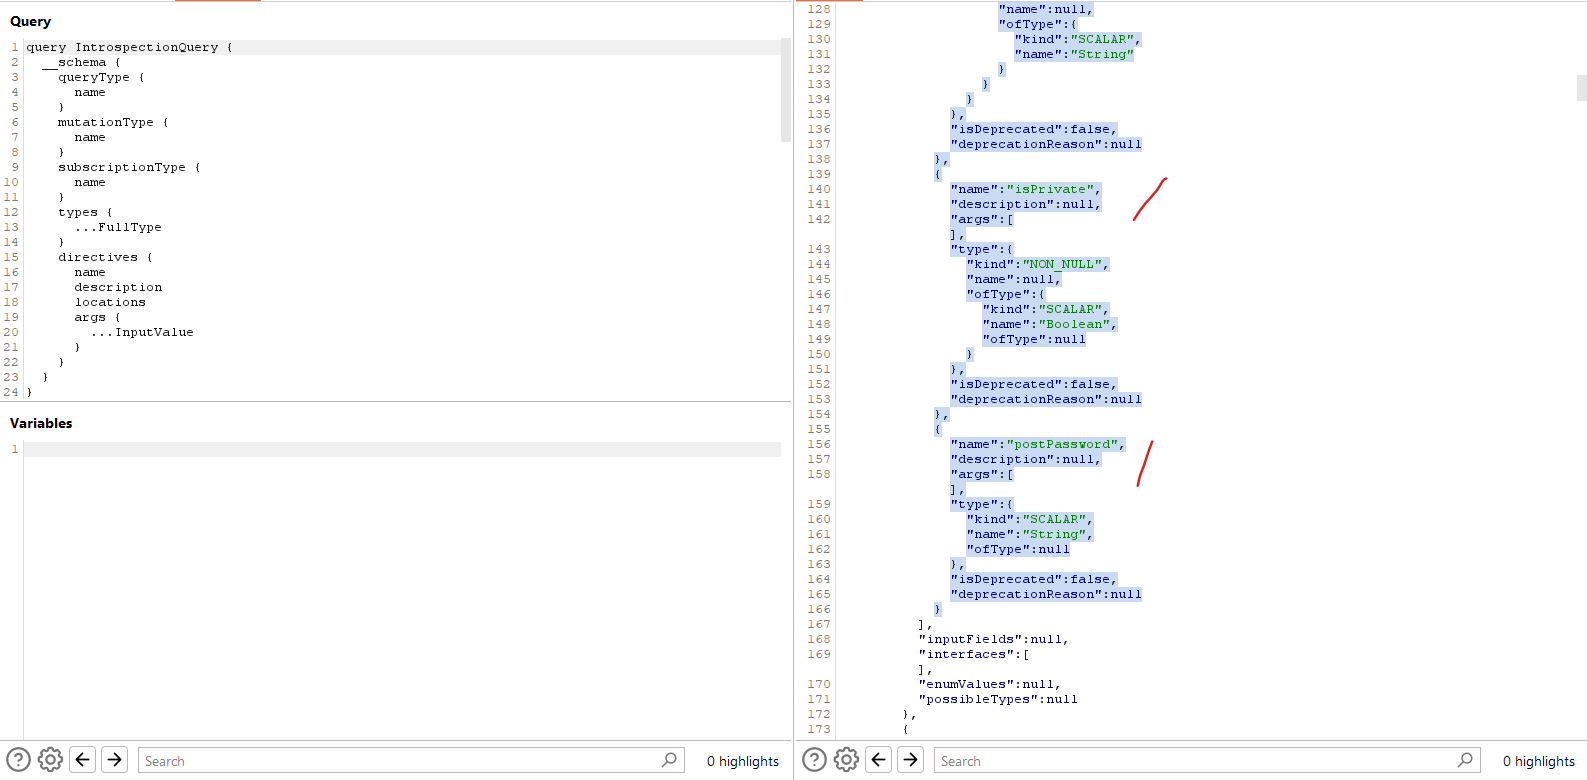 Query
1 query IntrospectionQuery {
2 __schema {
3 queryType {
4 name
5 }
6 mutationType {
7 name
8 }
9 subscriptionType {
10 name
11 }
12 types {
13 ...FullType
14 }
15 directives {
16 name
17 description
18 locations
19 args {
20 ...InputValue
21 }
22 }
23 }
24 }
Variables
1
? Search 0 highlights
128 "name":null,
129 "ofType":{
130 "kind":"SCALAR",
131 "name":"String"
132 }
133 }
134 }
135 },
136 "isDeprecated":false,
137 "deprecationReason":null
138 },
139 {
140 "name":"isPrivate",
141 "description":null,
142 "args":[
],
143 "type":{
144 "kind":"NON_NULL",
145 "name":null,
146 "ofType":{
147 "kind":"SCALAR",
148 "name":"Boolean",
149 "ofType":null
150 }
151 },
152 "isDeprecated":false,
153 "deprecationReason":null
154 },
155 {
156 "name":"postPassword",
157 "description":null,
158 "args":[
],
159 "type":{
160 "kind":"SCALAR",
161 "name":"String",
162 "ofType":null
163 },
164 "isDeprecated":false,
165 "deprecationReason":null
166 }
167 ],
168 "inputFields":null,
169 "interfaces":[
],
170 "enumValues":null,
171 "possibleTypes":null
172 },
173 {
? Search 0 highlights